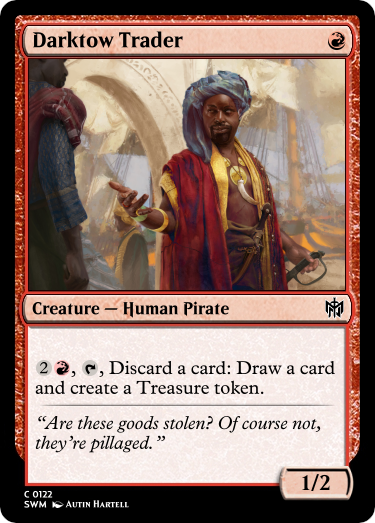 Darktow Trader
Creature — Human Pirate
2, , Discard a card: Draw a card
and create a Treasure token.
“Are these goods stolen? Of course not,
they’re pillaged.”
1/2
C 0122
SWM Autin Hartell